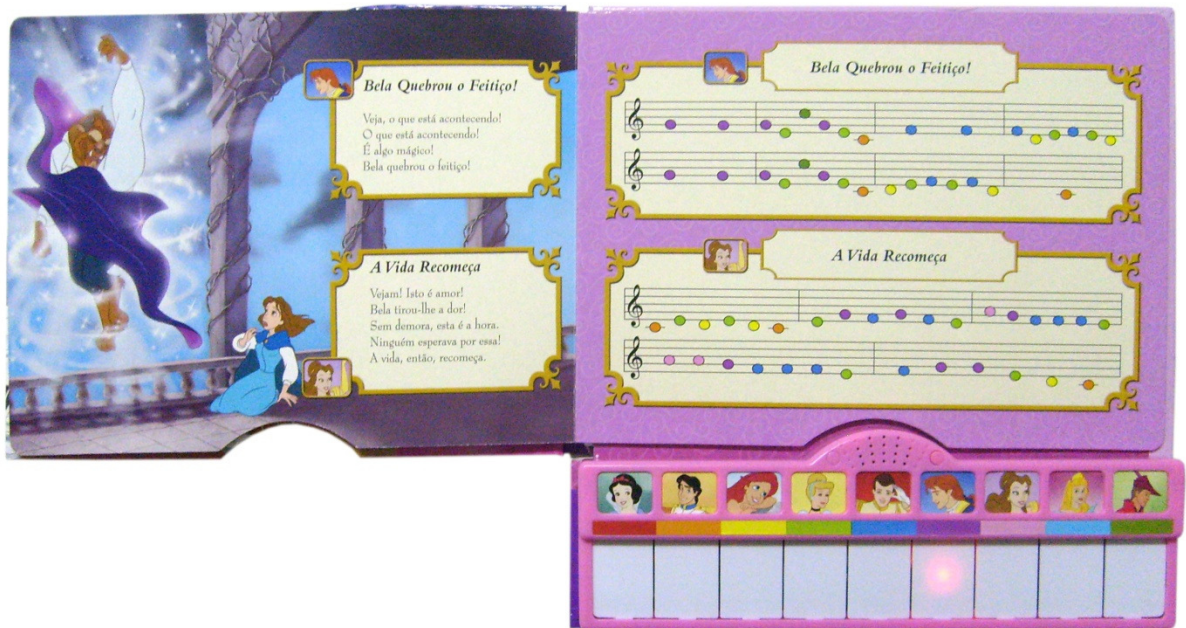 Bela Quebrou o Feitiço!
Veja, o que está acontecendo!
O que está acontecendo!
É algo mágico!
Bela quebrou o feitiço!
A Vida Recomeça
Vejam! Isto é amor!
Bela tirou-lhe a dor!
Sem demora, esta é a hora.
Ninguém esperava por essa!
A vida, então, recomeça.
Bela Quebrou o Feitiço!
A Vida Recomeça